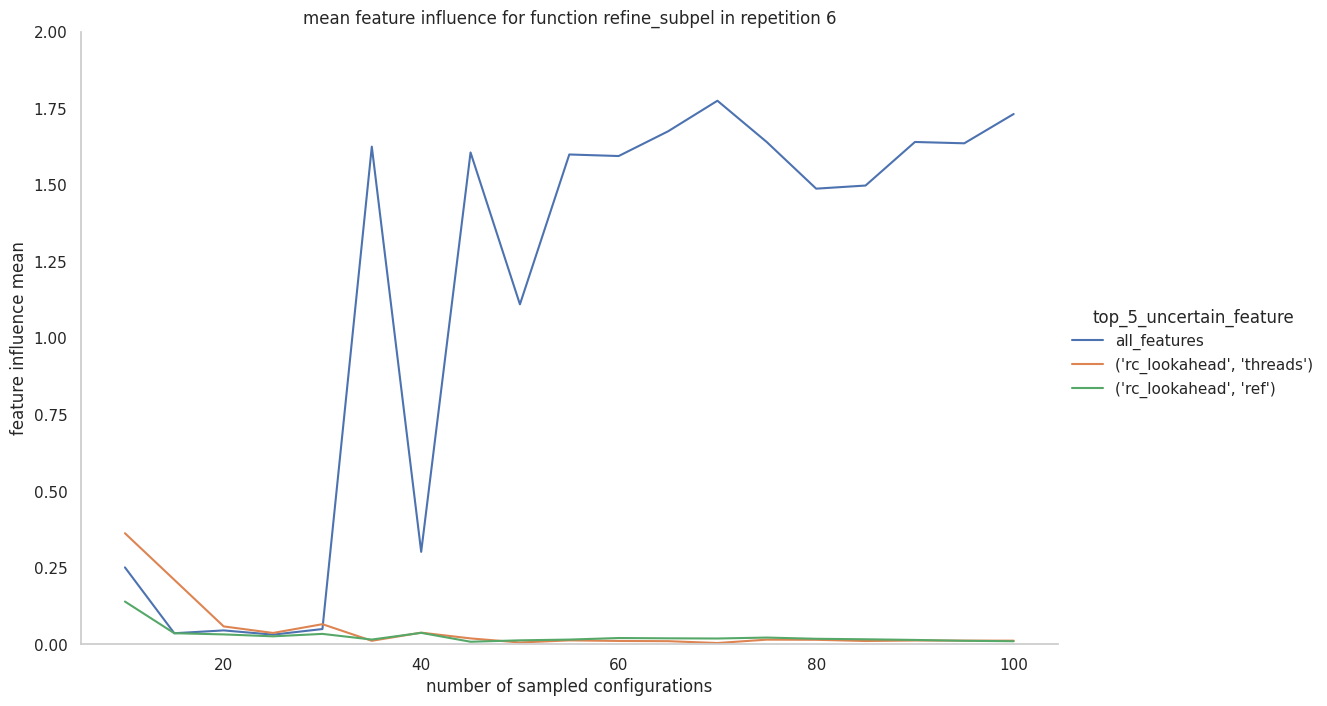 mean feature influence for function refine_subpel in repetition 6
2.00
1.75
1.50
1.25
1.00
0.75
0.50
0.25
0.00
feature influence mean
20 40 60 80 100
number of sampled configurations
top_5_uncertain_feature
all_features
('rc_lookahead', 'threads')
('rc_lookahead', 'ref')